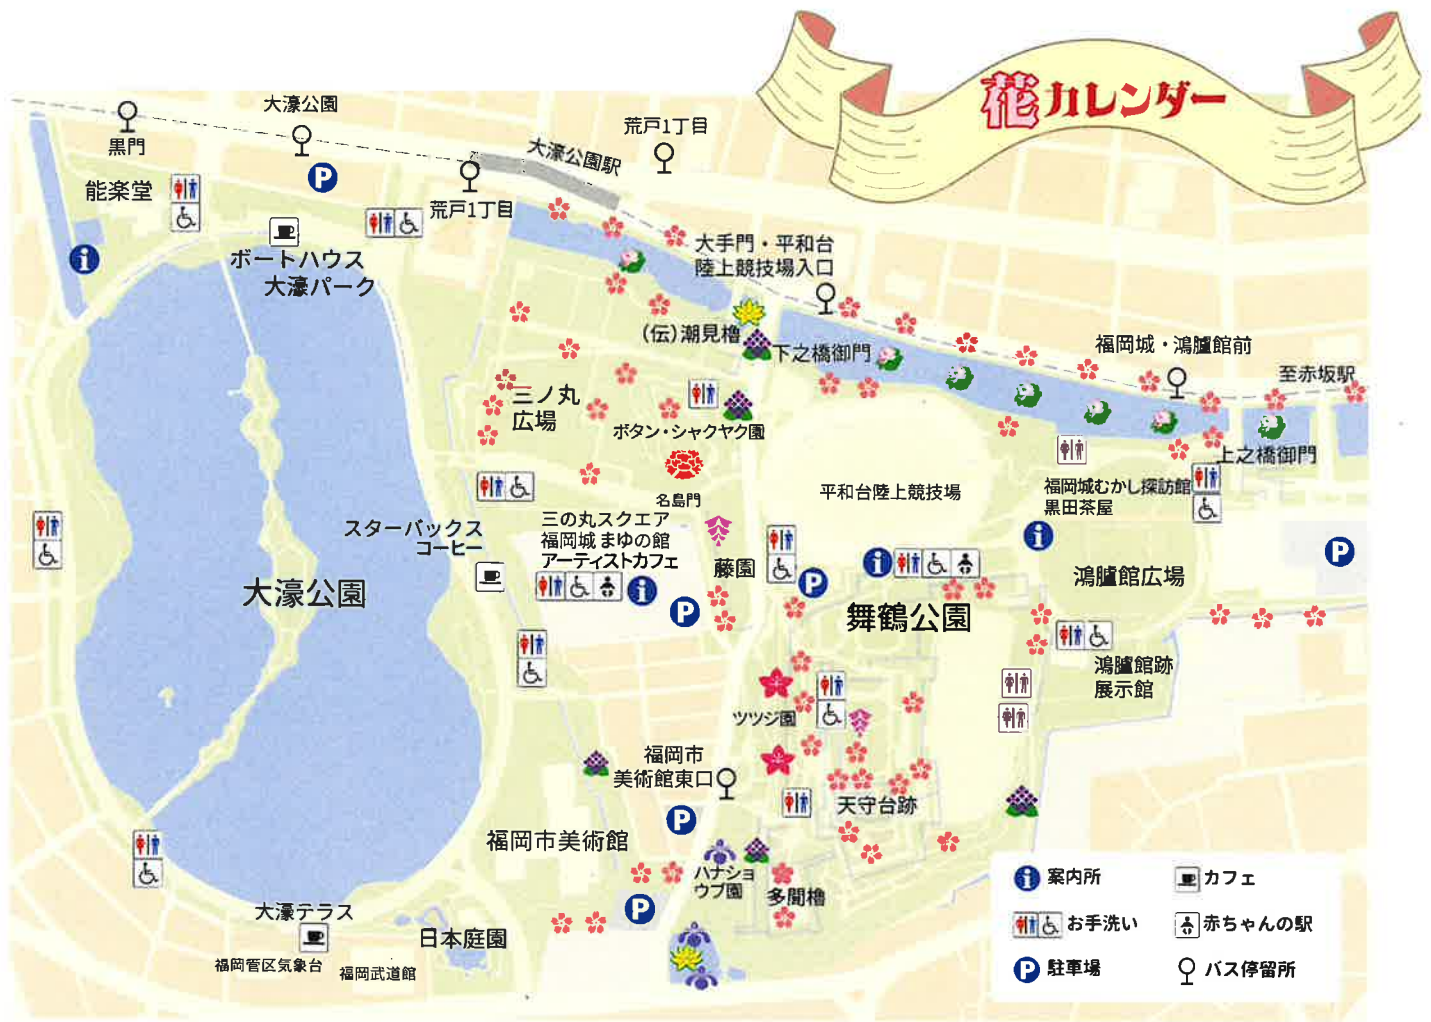 花カレンダー
大濠公園
黒門
荒戸1丁目
大濠公園駅
能楽堂
荒戸1丁目
ボートハウス
大濠パーク
大手門・平和台
陸上競技場入口
(伝)潮見櫓
下之橋御門
福岡城・鴻臚館前
至赤坂駅
三ノ丸
広場
ボタン・シャクヤク園
上之橋御門
名島門
平和台陸上競技場
福岡城むかし探訪館
黒田茶屋
スターバックス
コーヒー
三の丸スクエア
福岡城 まゆの館
アーティストカフェ
藤園
大濠公園
舞鶴公園
鴻臚館広場
鴻臚館跡
展示館
ツツジ園
福岡市
美術館東口
天守台跡
福岡市美術館
ハナショ
ウブ園
多聞櫓
大濠テラス
日本庭園
福岡管区気象台
福岡武道館
案内所
カフェ
お手洗い
赤ちゃんの駅
駐車場
バス停留所